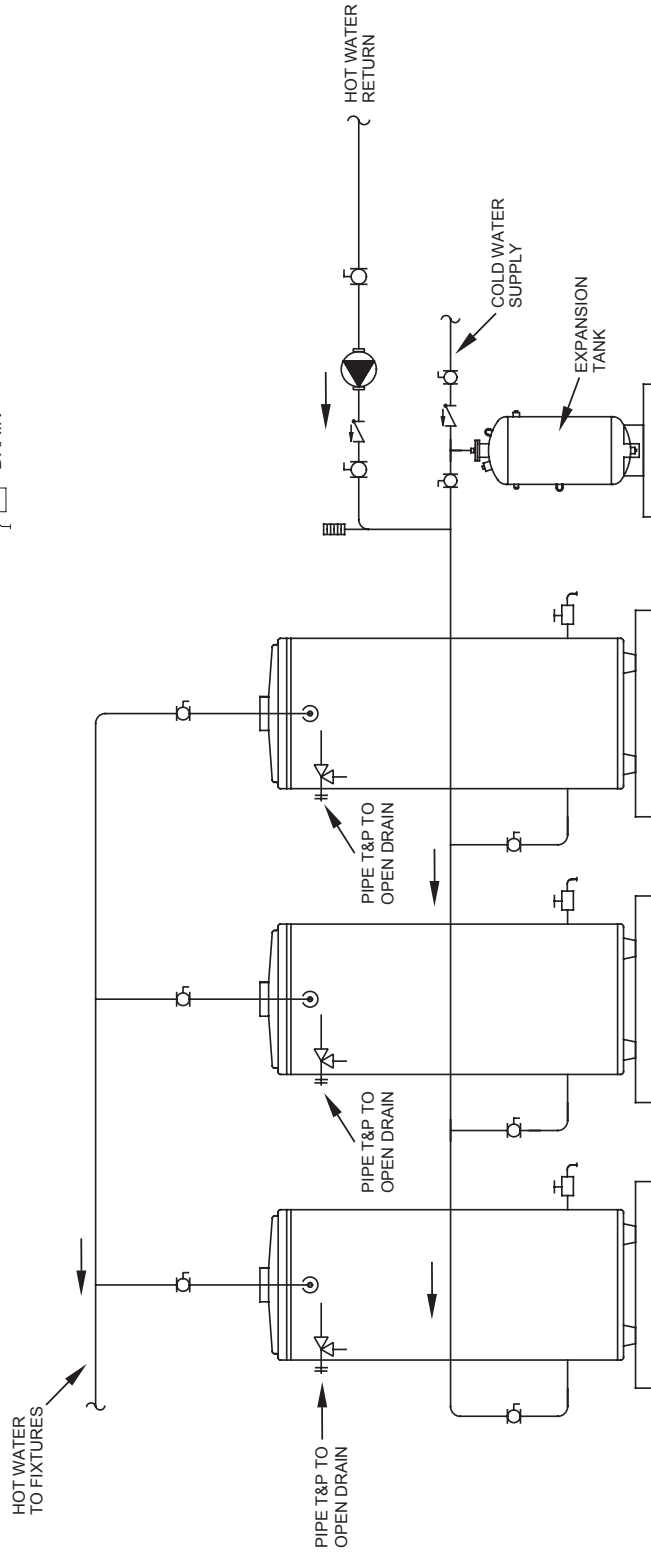 DRAIN
HOT WATER
TO FIXTURES
HOT WATER
RETURN
PIPE T&P TO
OPEN DRAIN
PIPE T&P TO
OPEN DRAIN
PIPE T&P TO
OPEN DRAIN
COLD WATER
SUPPLY
EXPANSION
TANK